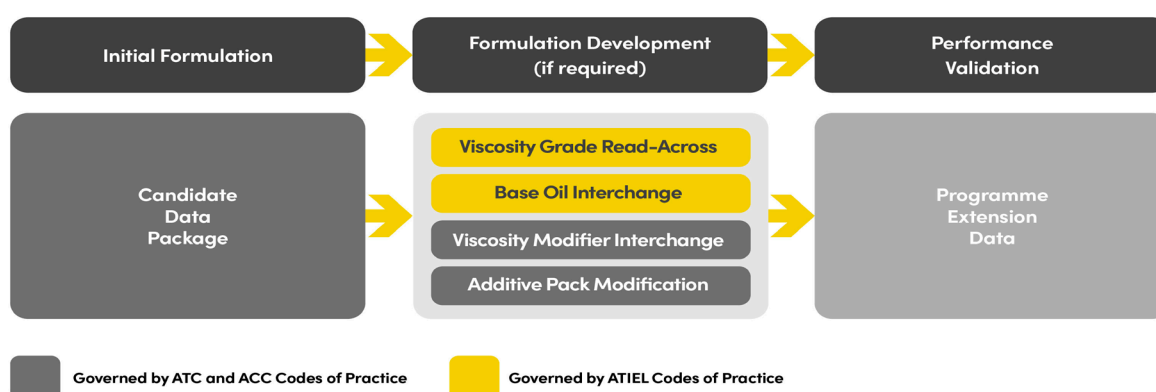 Initial Formulation
Formulation Development
(if required)
Performance
Validation
Candidate
Data
Package
Viscosity Grade Read-Across
Base Oil Interchange
Viscosity Modifier Interchange
Additive Pack Modification
Programme
Extension
Data
Governed by ATC and ACC Codes of Practice
Governed by ATIEL Codes of Practice